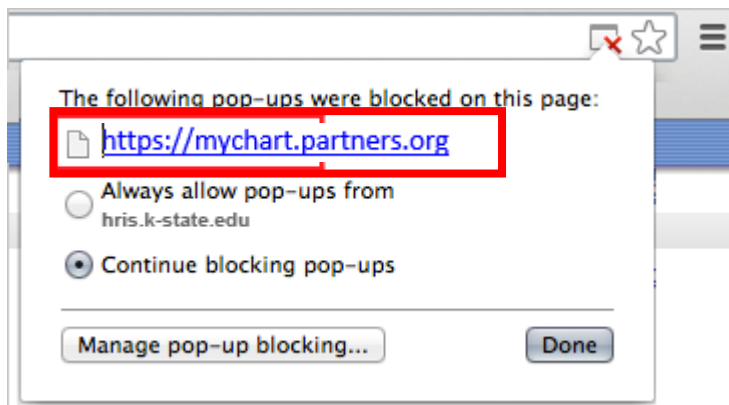 The following pop-ups were blocked on this page:
https://mychart.partners.org
Always allow pop-ups from
hris.k-state.edu
Continue blocking pop-ups
Manage pop-up blocking...
Done